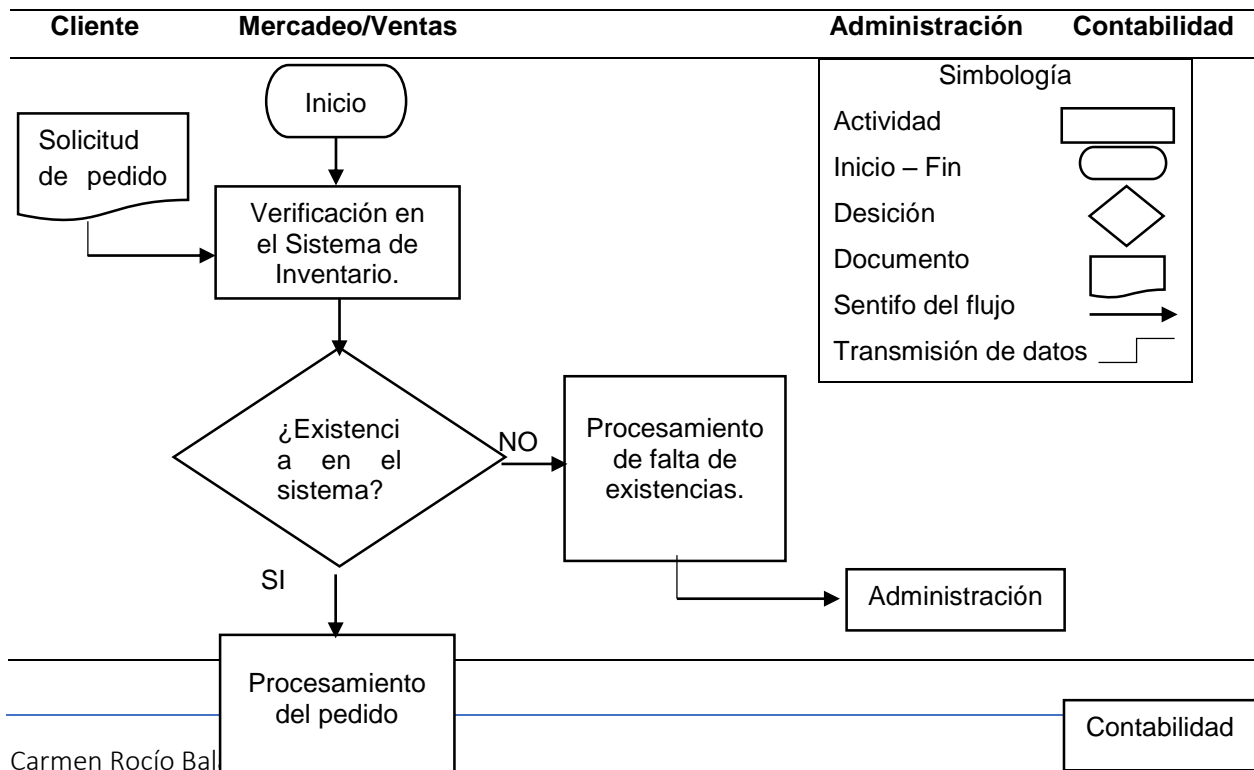 Cliente Mercadeo/Ventas Administración Contabilidad
Simbología
Inicio
Actividad
Solicitud
de pedido
Inicio – Fin
Verificación en
el Sistema de
Inventario.
Desición
Documento
Sentifo del flujo
Transmisión de datos
¿Existenci
a en el
sistema?
NO
Procesamiento
de falta de
existencias.
SI
Administración
Procesamiento
del pedido
Contabilidad
Carmen Rocío